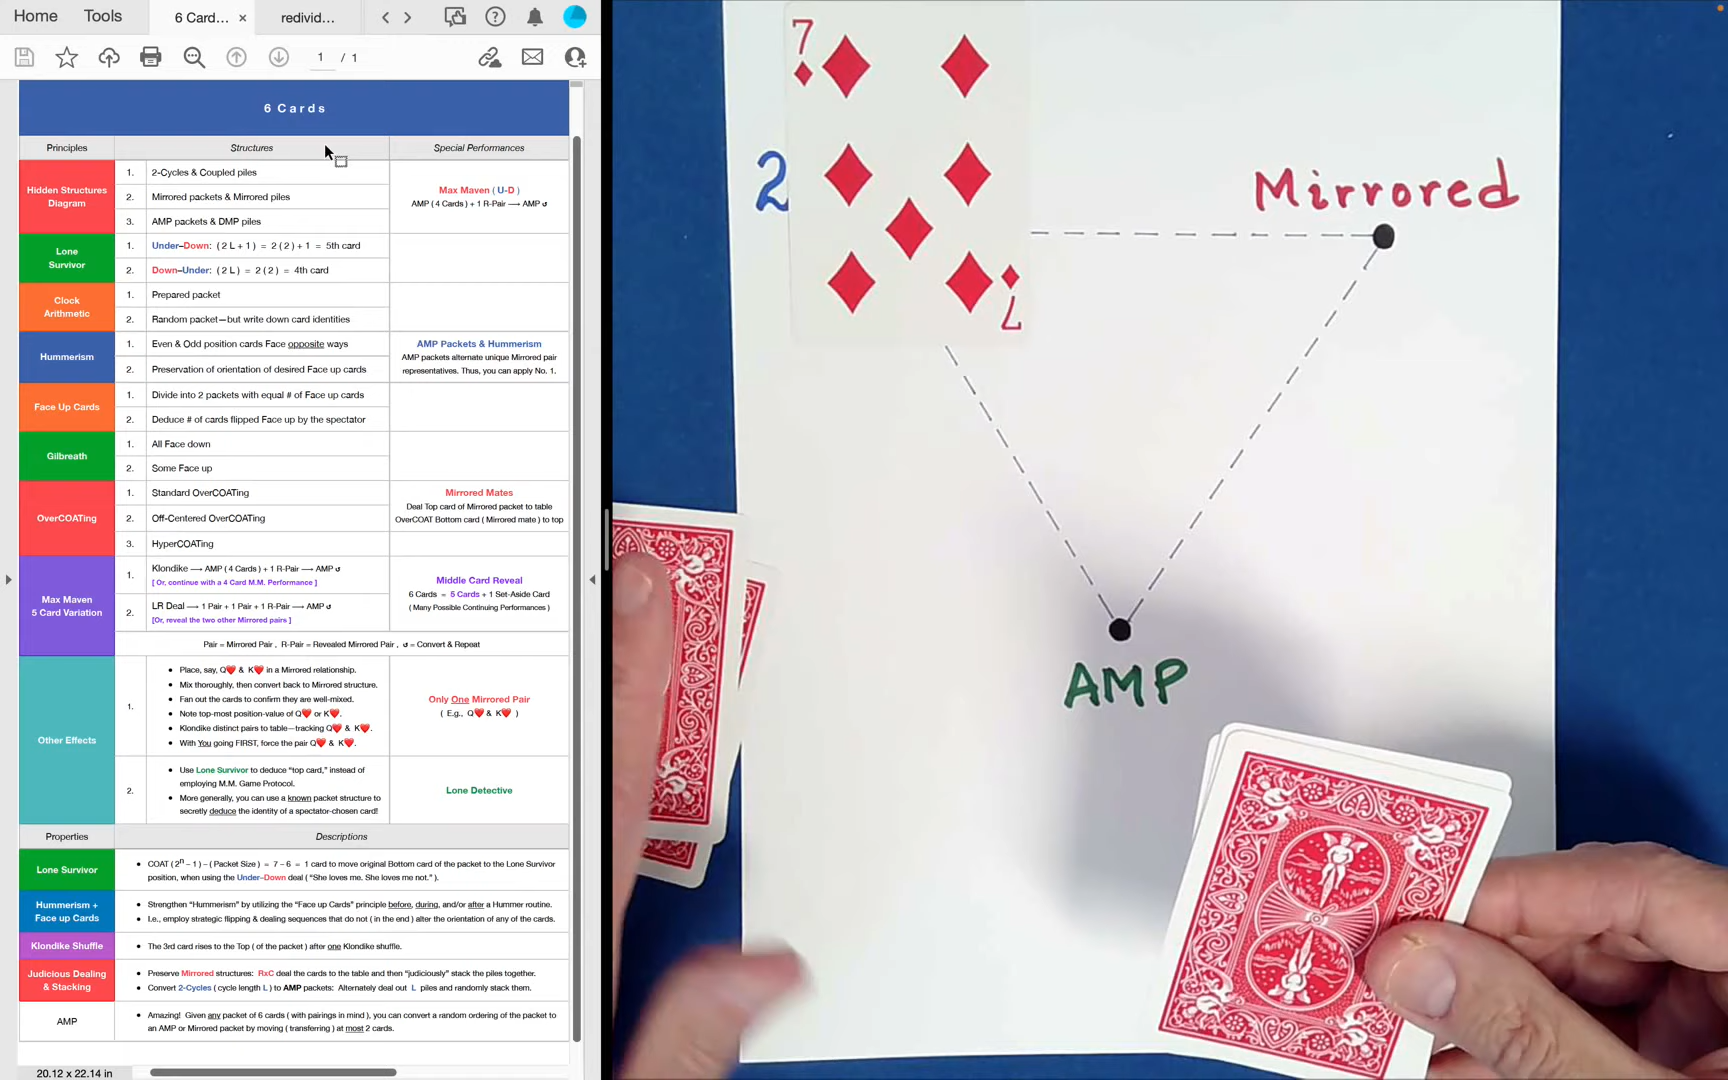 Home
Tools
6 Card...
×
redivid...
1 / 1
6 Cards
Principles
Structures
Special Performances
Hidden Structures
Diagram
1. 2-Cycles & Coupled piles
2. Mirrored packets & Mirrored piles
3. AMP packets & DMP piles
Max Maven ( U-D )
AMP ( 4 Cards ) + 1 R-Pair → AMP ↺
Lone
Survivor
1. Under–Down: ( 2 L + 1 ) = 2 ( 2 ) + 1 = 5th card
2. Down–Under: ( 2 L ) = 2 ( 2 ) = 4th card
Clock
Arithmetic
1. Prepared packet
2. Random packet—but write down card identities
Hummerism
1. Even & Odd position cards Face opposite ways
2. Preservation of orientation of desired Face up cards
AMP Packets & Hummerism
AMP packets alternate unique Mirrored pair
representatives. Thus, you can apply No. 1.
Face Up Cards
1. Divide into 2 packets with equal # of Face up cards
2. Deduce # of cards flipped Face up by the spectator
Gilbreath
1. All Face down
2. Some Face up
OverCOATing
1. Standard OverCOATing
2. Off-Centered OverCOATing
3. HyperCOATing
Mirrored Mates
Deal Top card of Mirrored packet to table
OverCOAT Bottom card ( Mirrored mate ) to top
Max Maven
5 Card Variation
1. Klondike → AMP ( 4 Cards ) + 1 R-Pair → AMP ↺
[ Or, continue with a 4 Card M.M. Performance ]
2. LR Deal → 1 Pair + 1 Pair + 1 R-Pair → AMP ↺
[Or, reveal the two other Mirrored pairs ]
Middle Card Reveal
6 Cards = 5 Cards + 1 Set-Aside Card
( Many Possible Continuing Performances )
Pair = Mirrored Pair , R-Pair = Revealed Mirrored Pair , ↺ = Convert & Repeat
Other Effects
1.
• Place, say, Q♥ & K♥ in a Mirrored relationship.
• Mix thoroughly, then convert back to Mirrored structure.
• Fan out the cards to confirm they are well-mixed.
• Note top-most position-value of Q♥ or K♥.
• Klondike distinct pairs to table—tracking Q♥ & K♥.
• With You going FIRST, force the pair Q♥ & K♥.
Only One Mirrored Pair
( E.g., Q♥ & K♥ )
2.
• Use Lone Survivor to deduce “top card,” instead of
employing M.M. Game Protocol.
• More generally, you can use a known packet structure to
secretly deduce the identity of a spectator-chosen card!
Lone Detective
Properties
Descriptions
Lone Survivor
• COAT ( 2ⁿ – 1 ) – ( Packet Size ) = 7 – 6 = 1 card to move original Bottom card of the packet to the Lone Survivor
position, when using the Under–Down deal ( “She loves me. She loves me not.” ).
Hummerism +
Face up Cards
• Strengthen “Hummerism” by utilizing the “Face up Cards” principle before, during, and/or after a Hummer routine.
• I.e., employ strategic flipping & dealing sequences that do not ( in the end ) alter the orientation of any of the cards.
Klondike Shuffle
• The 3rd card rises to the Top ( of the packet ) after one Klondike shuffle.
Judicious Dealing
& Stacking
• Preserve Mirrored structures: RxC deal the cards to the table and then “judiciously” stack the piles together.
• Convert 2-Cycles ( cycle length L ) to AMP packets: Alternately deal out L piles and randomly stack them.
AMP
• Amazing! Given any packet of 6 cards ( with pairings in mind ), you can convert a random ordering of the packet to
an AMP or Mirrored packet by moving ( transferring ) at most 2 cards.
20.12 x 22.14 in
7
2
Mirrored
7
AMP